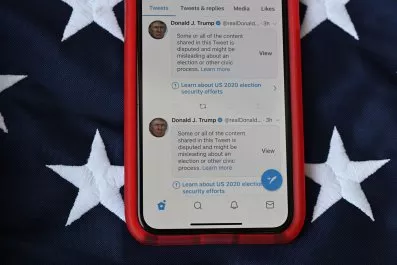 Tweets Tweets & replies Media Likes
Donald J. Trump @realDonald... · 3h
Some or all of the content
shared in this Tweet is
disputed and might be
misleading about an
election or other civic
process. Learn more
View
Learn about US 2020 election
security efforts
Donald J. Trump @realDonald... · 3h
Some or all of the content
shared in this Tweet is
disputed and might be
misleading about an
election or other civic
process. Learn more
View
Learn about US 2020 election
security efforts